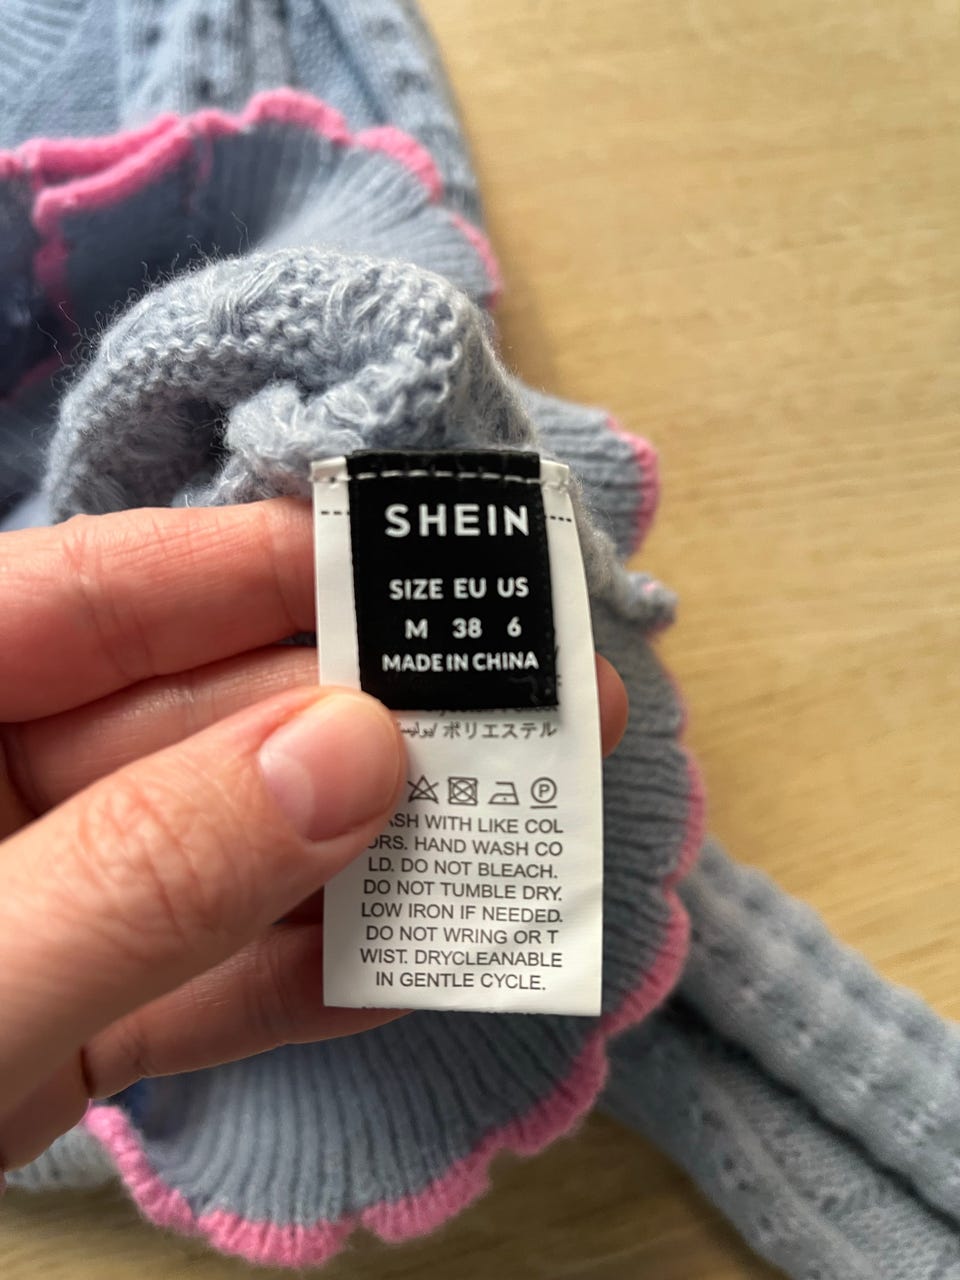 SHEIN
SIZE EU US
M 38 6
MADE IN CHINA
ポリエステル
P
WITH LIKE COL
ORS. HAND WASH CO
LD. DO NOT BLEACH.
DO NOT TUMBLE DRY.
LOW IRON IF NEEDED.
DO NOT WRING OR T
WIST. DRYCLEANABLE
IN GENTLE CYCLE.